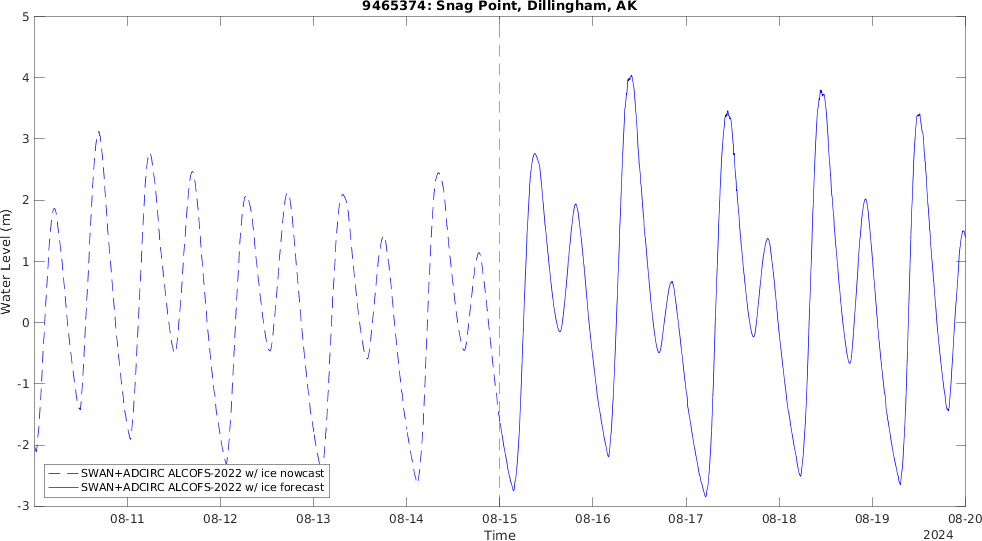 9465374: Snag Point, Dillingham, AK
5
4
3
2
1
0
-1
-2
-3
Water Level (m)
SWAN+ADCIRC ALCOFS-2022 w/ ice nowcast
SWAN+ADCIRC ALCOFS-2022 w/ ice forecast
08-11 08-12 08-13 08-14 08-15 08-16 08-17 08-18 08-19 08-20
Time
2024